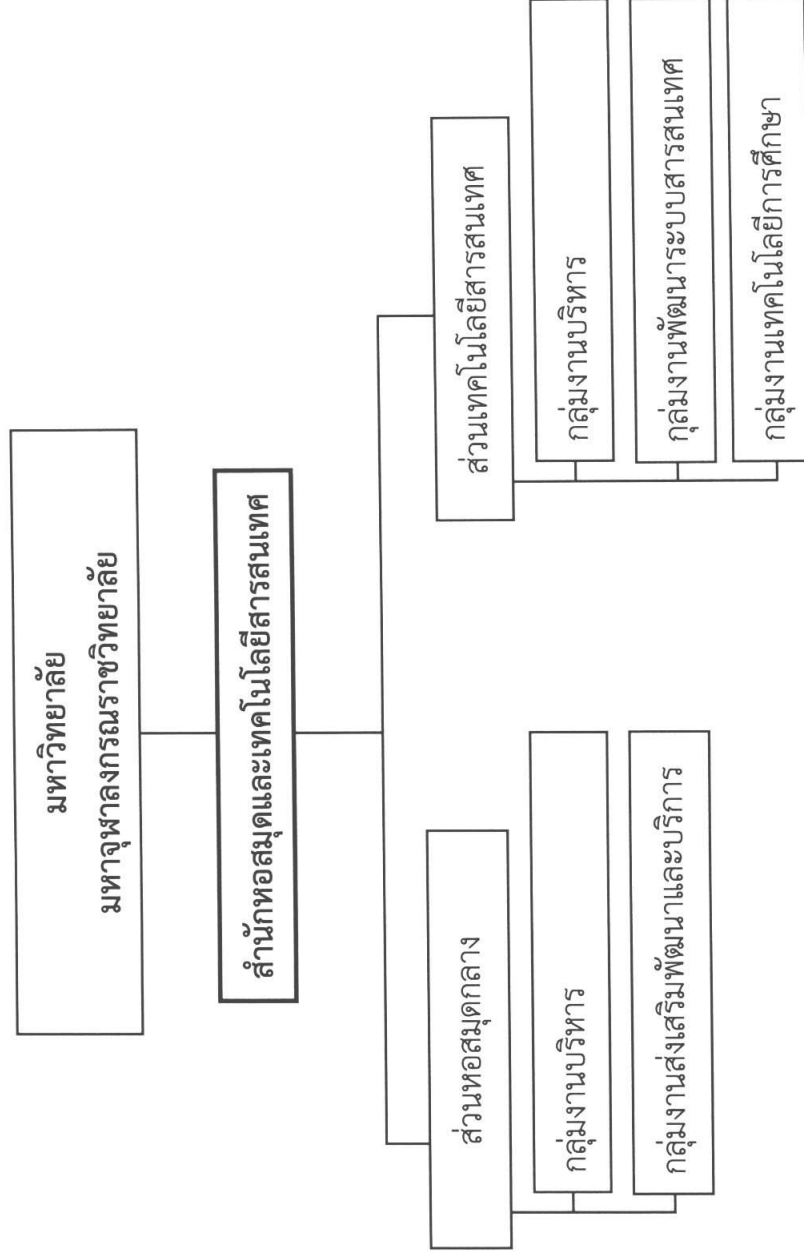 มหาวิทยาลัย
มหาจุฬาลงกรณราชวิทยาลัย
สำนักหอสมุดและเทคโนโลยีสารสนเทศ
ส่วนหอสมุดกลาง
กลุ่มงานบริหาร
กลุ่มงานส่งเสริมพัฒนาและบริการ
ส่วนเทคโนโลยีสารสนเทศ
กลุ่มงานบริหาร
กุล่มงานพัฒนาระบบสารสนเทศ
กลุ่มงานเทคโนโลยีการศึกษา